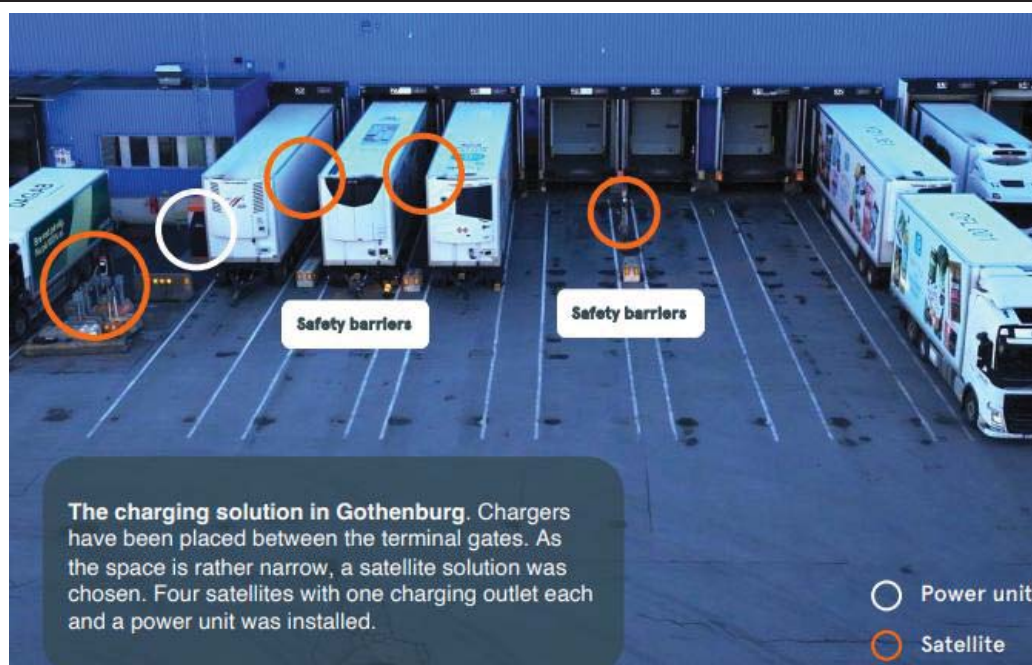 DAGAB
Safety barriers
Safety barriers
The charging solution in Gothenburg. Chargers
have been placed between the terminal gates. As
the space is rather narrow, a satellite solution was
chosen. Four satellites with one charging outlet each
and a power unit was installed.
Power unit
Satellite